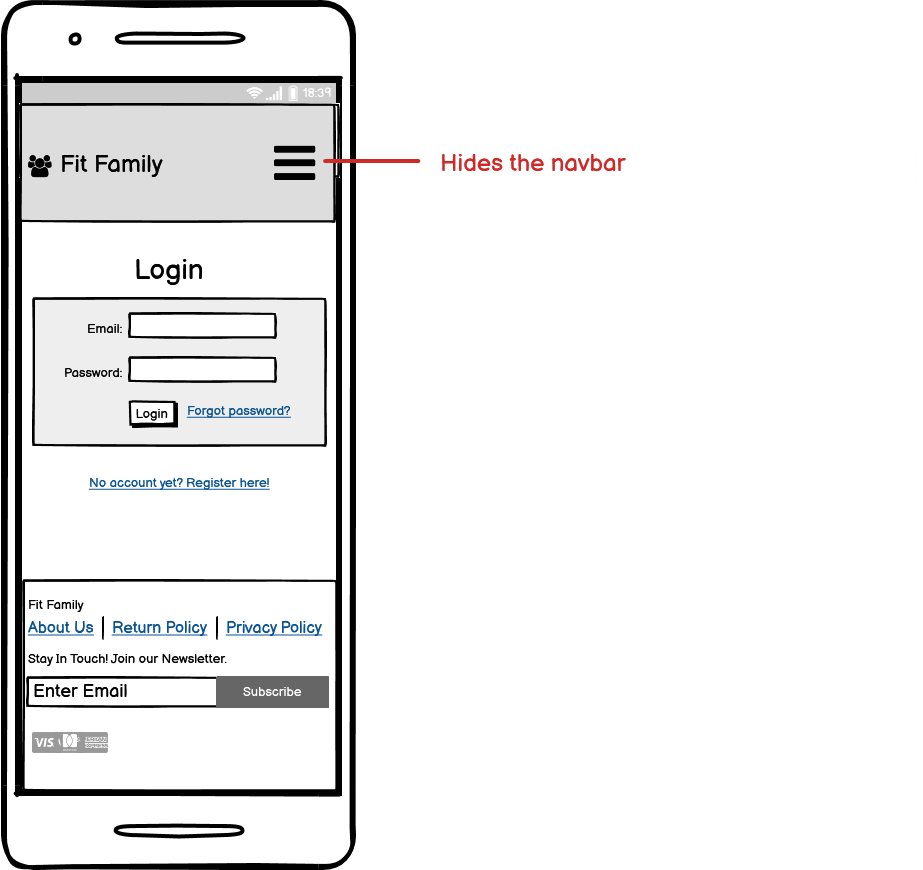 18:39
Fit Family
Hides the navbar
Login
Email:
Password:
Login Forgot password?
No account yet? Register here!
Fit Family
About Us Return Policy Privacy Policy
Stay In Touch! Join our Newsletter.
Enter Email Subscribe
VIS